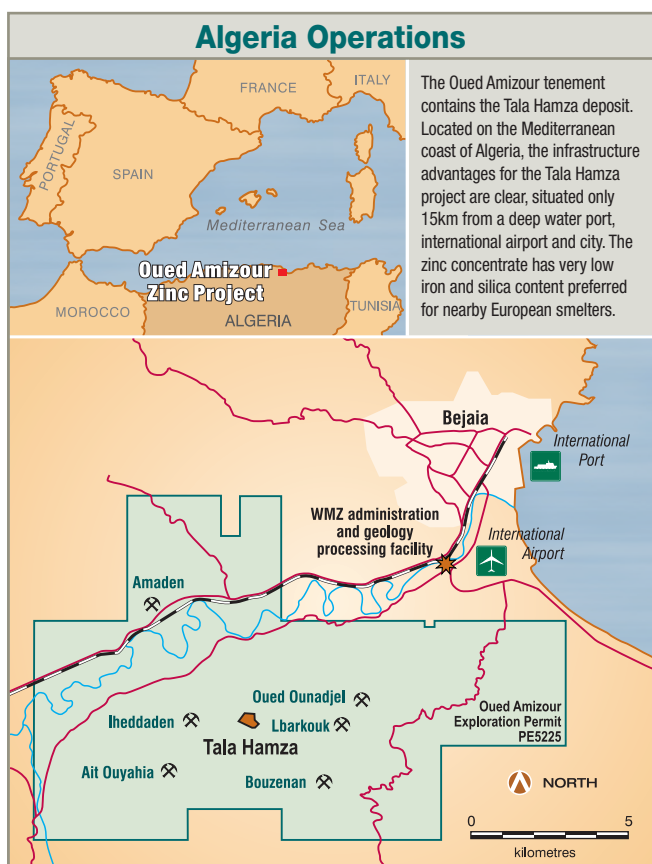 Algeria Operations
FRANCE
ITALY
PORTUGAL
SPAIN
Mediterranean Sea
Oued Amizour
Zinc Project
MOROCCO
ALGERIA
TUNISIA
The Oued Amizour tenement
contains the Tala Hamza deposit.
Located on the Mediterranean
coast of Algeria, the infrastructure
advantages for the Tala Hamza
project are clear, situated only
15km from a deep water port,
international airport and city. The
zinc concentrate has very low
iron and silica content preferred
for nearby European smelters.
Bejaia
International
Port
WMZ administration
and geology
processing facility
International
Airport
Amaden
Oued Ounadjel
Iheddaden
Lbarkouk
Tala Hamza
Oued Amizour
Exploration Permit
PE5225
Ait Ouyahia
Bouzenan
NORTH
0 5
kilometres